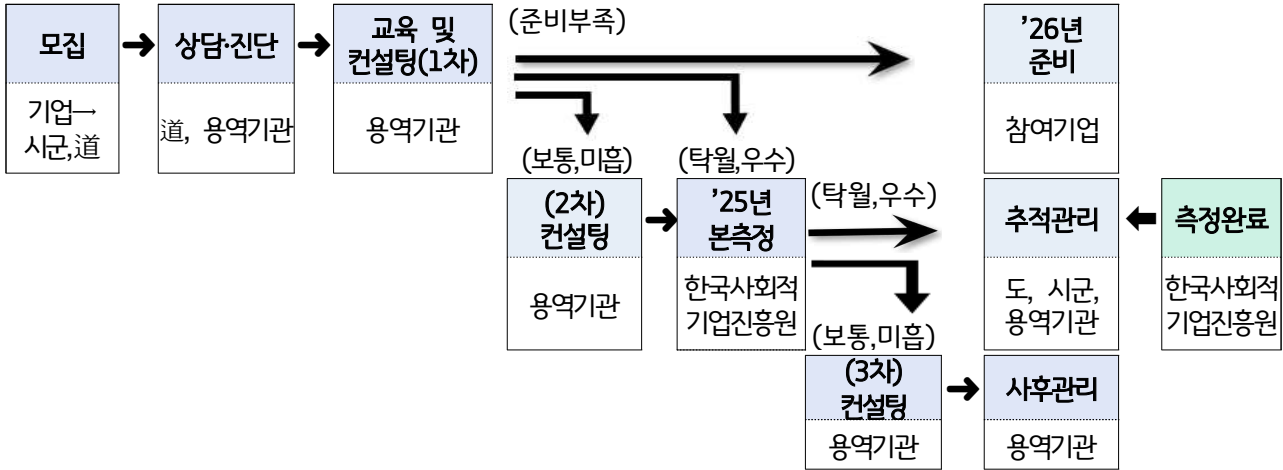 모집
기업→
시군,道
상담·진단
道, 용역기관
교육 및
컨설팅(1차)
용역기관
(준비부족)
’26년
준비
참여기업
(보통,미흡)
(탁월,우수)
(2차)
컨설팅
용역기관
’25년
본측정
한국사회적
기업진흥원
(탁월,우수)
추적관리
도, 시군,
용역기관
측정완료
한국사회적
기업진흥원
(보통,미흡)
(3차)
컨설팅
용역기관
사후관리
용역기관